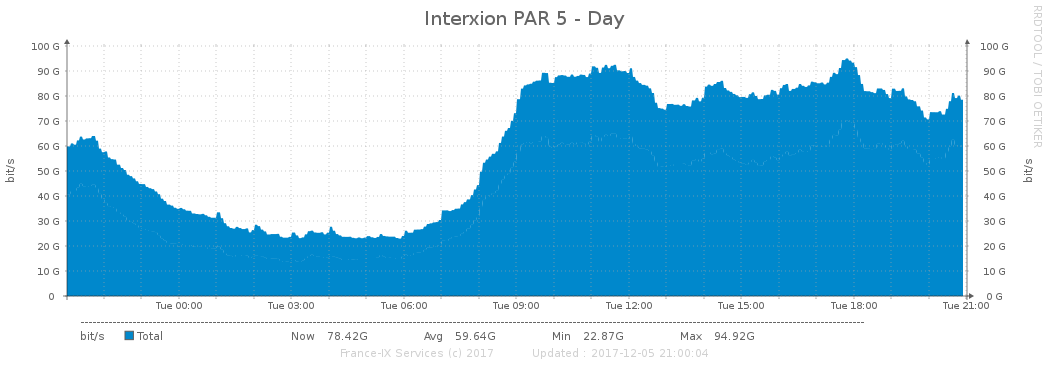 Interxion PAR 5 - Day
RRDTOOL / TOBI OETIKER
100 G 100 G
90 G 90 G
80 G 80 G
70 G 70 G
60 G 60 G
50 G 50 G
40 G 40 G
30 G 30 G
20 G 20 G
10 G 10 G
0 0 G
bit/s bit/s
Tue 00:00 Tue 03:00 Tue 06:00 Tue 09:00 Tue 12:00 Tue 15:00 Tue 18:00 Tue 21:00
bit/s Total Now 78.42G Avg 59.64G Min 22.87G Max 94.92G
France-IX Services (c) 2017 Updated : 2017-12-05 21:00:04